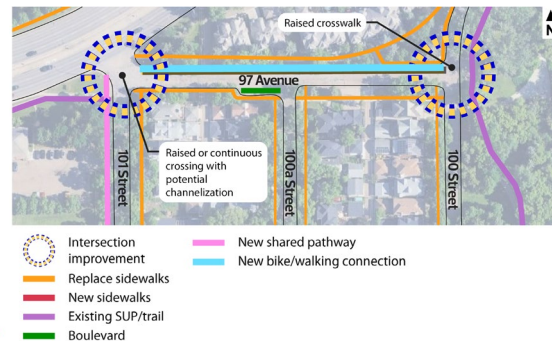 Raised crosswalk
N
97 Avenue
Raised or continuous
crossing with
potential
channelization
101 Street
100a Street
100 Street
Intersection
improvement
Replace sidewalks
New sidewalks
Existing SUP/trail
Boulevard
New shared pathway
New bike/walking connection